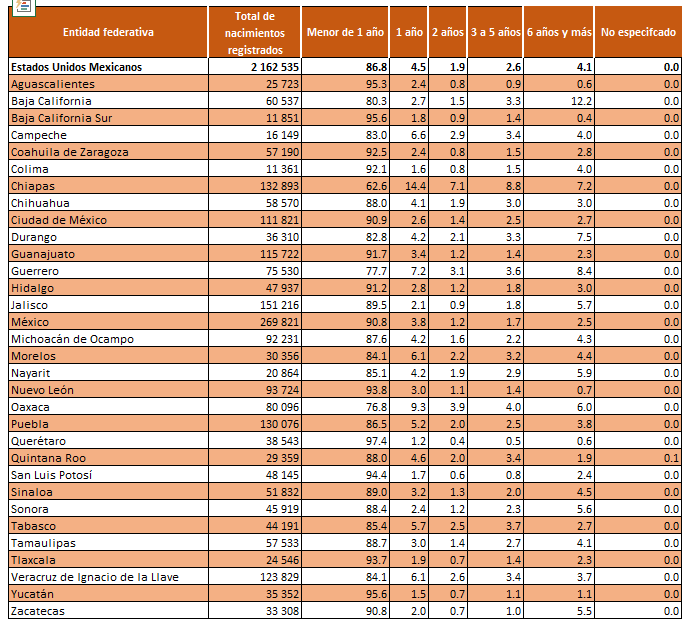 Entidad federativa Total de nacimientos registrados Menor de 1 año 1 año 2 años 3 a 5 años 6 años y más No especifcado
Estados Unidos Mexicanos 2 162 535 86.8 4.5 1.9 2.6 4.1 0.0
Aguascalientes 25 723 95.3 2.4 0.8 0.9 0.6 0.0
Baja California 60 537 80.3 2.7 1.5 3.3 12.2 0.0
Baja California Sur 11 851 95.6 1.8 0.9 1.4 0.4 0.0
Campeche 16 149 83.0 6.6 2.9 3.4 4.0 0.0
Coahuila de Zaragoza 57 190 92.5 2.4 0.8 1.5 2.8 0.0
Colima 11 361 92.1 1.6 0.8 1.5 4.0 0.0
Chiapas 132 893 62.6 14.4 7.1 8.8 7.2 0.0
Chihuahua 58 570 88.0 4.1 1.9 3.0 3.0 0.0
Ciudad de México 111 821 90.9 2.6 1.4 2.5 2.7 0.0
Durango 36 310 82.8 4.2 2.1 3.3 7.5 0.0
Guanajuato 115 722 91.7 3.4 1.2 1.4 2.3 0.0
Guerrero 75 530 77.7 7.2 3.1 3.6 8.4 0.0
Hidalgo 47 937 91.2 2.8 1.2 1.8 3.0 0.0
Jalisco 151 216 89.5 2.1 0.9 1.8 5.7 0.0
México 269 821 90.8 3.8 1.2 1.7 2.5 0.0
Michoacán de Ocampo 92 231 87.6 4.2 1.6 2.2 4.3 0.0
Morelos 30 356 84.1 6.1 2.2 3.2 4.4 0.0
Nayarit 20 864 85.1 4.2 1.9 2.9 5.9 0.0
Nuevo León 93 724 93.8 3.0 1.1 1.4 0.7 0.0
Oaxaca 80 096 76.8 9.3 3.9 4.0 6.0 0.0
Puebla 130 076 86.5 5.2 2.0 2.5 3.8 0.0
Querétaro 38 543 97.4 1.2 0.4 0.5 0.6 0.0
Quintana Roo 29 359 88.0 4.6 2.0 3.4 1.9 0.1
San Luis Potosí 48 145 94.4 1.7 0.6 0.8 2.4 0.0
Sinaloa 51 832 89.0 3.2 1.3 2.0 4.5 0.0
Sonora 45 919 88.4 2.4 1.2 2.3 5.6 0.0
Tabasco 44 191 85.4 5.7 2.5 3.7 2.7 0.0
Tamaulipas 57 533 88.7 3.0 1.4 2.7 4.1 0.0
Tlaxcala 24 546 93.7 1.9 0.7 1.4 2.3 0.0
Veracruz de Ignacio de la Llave 123 829 84.1 6.1 2.6 3.4 3.7 0.0
Yucatán 35 352 95.6 1.5 0.7 1.1 1.1 0.0
Zacatecas 33 308 90.8 2.0 0.7 1.0 5.5 0.0